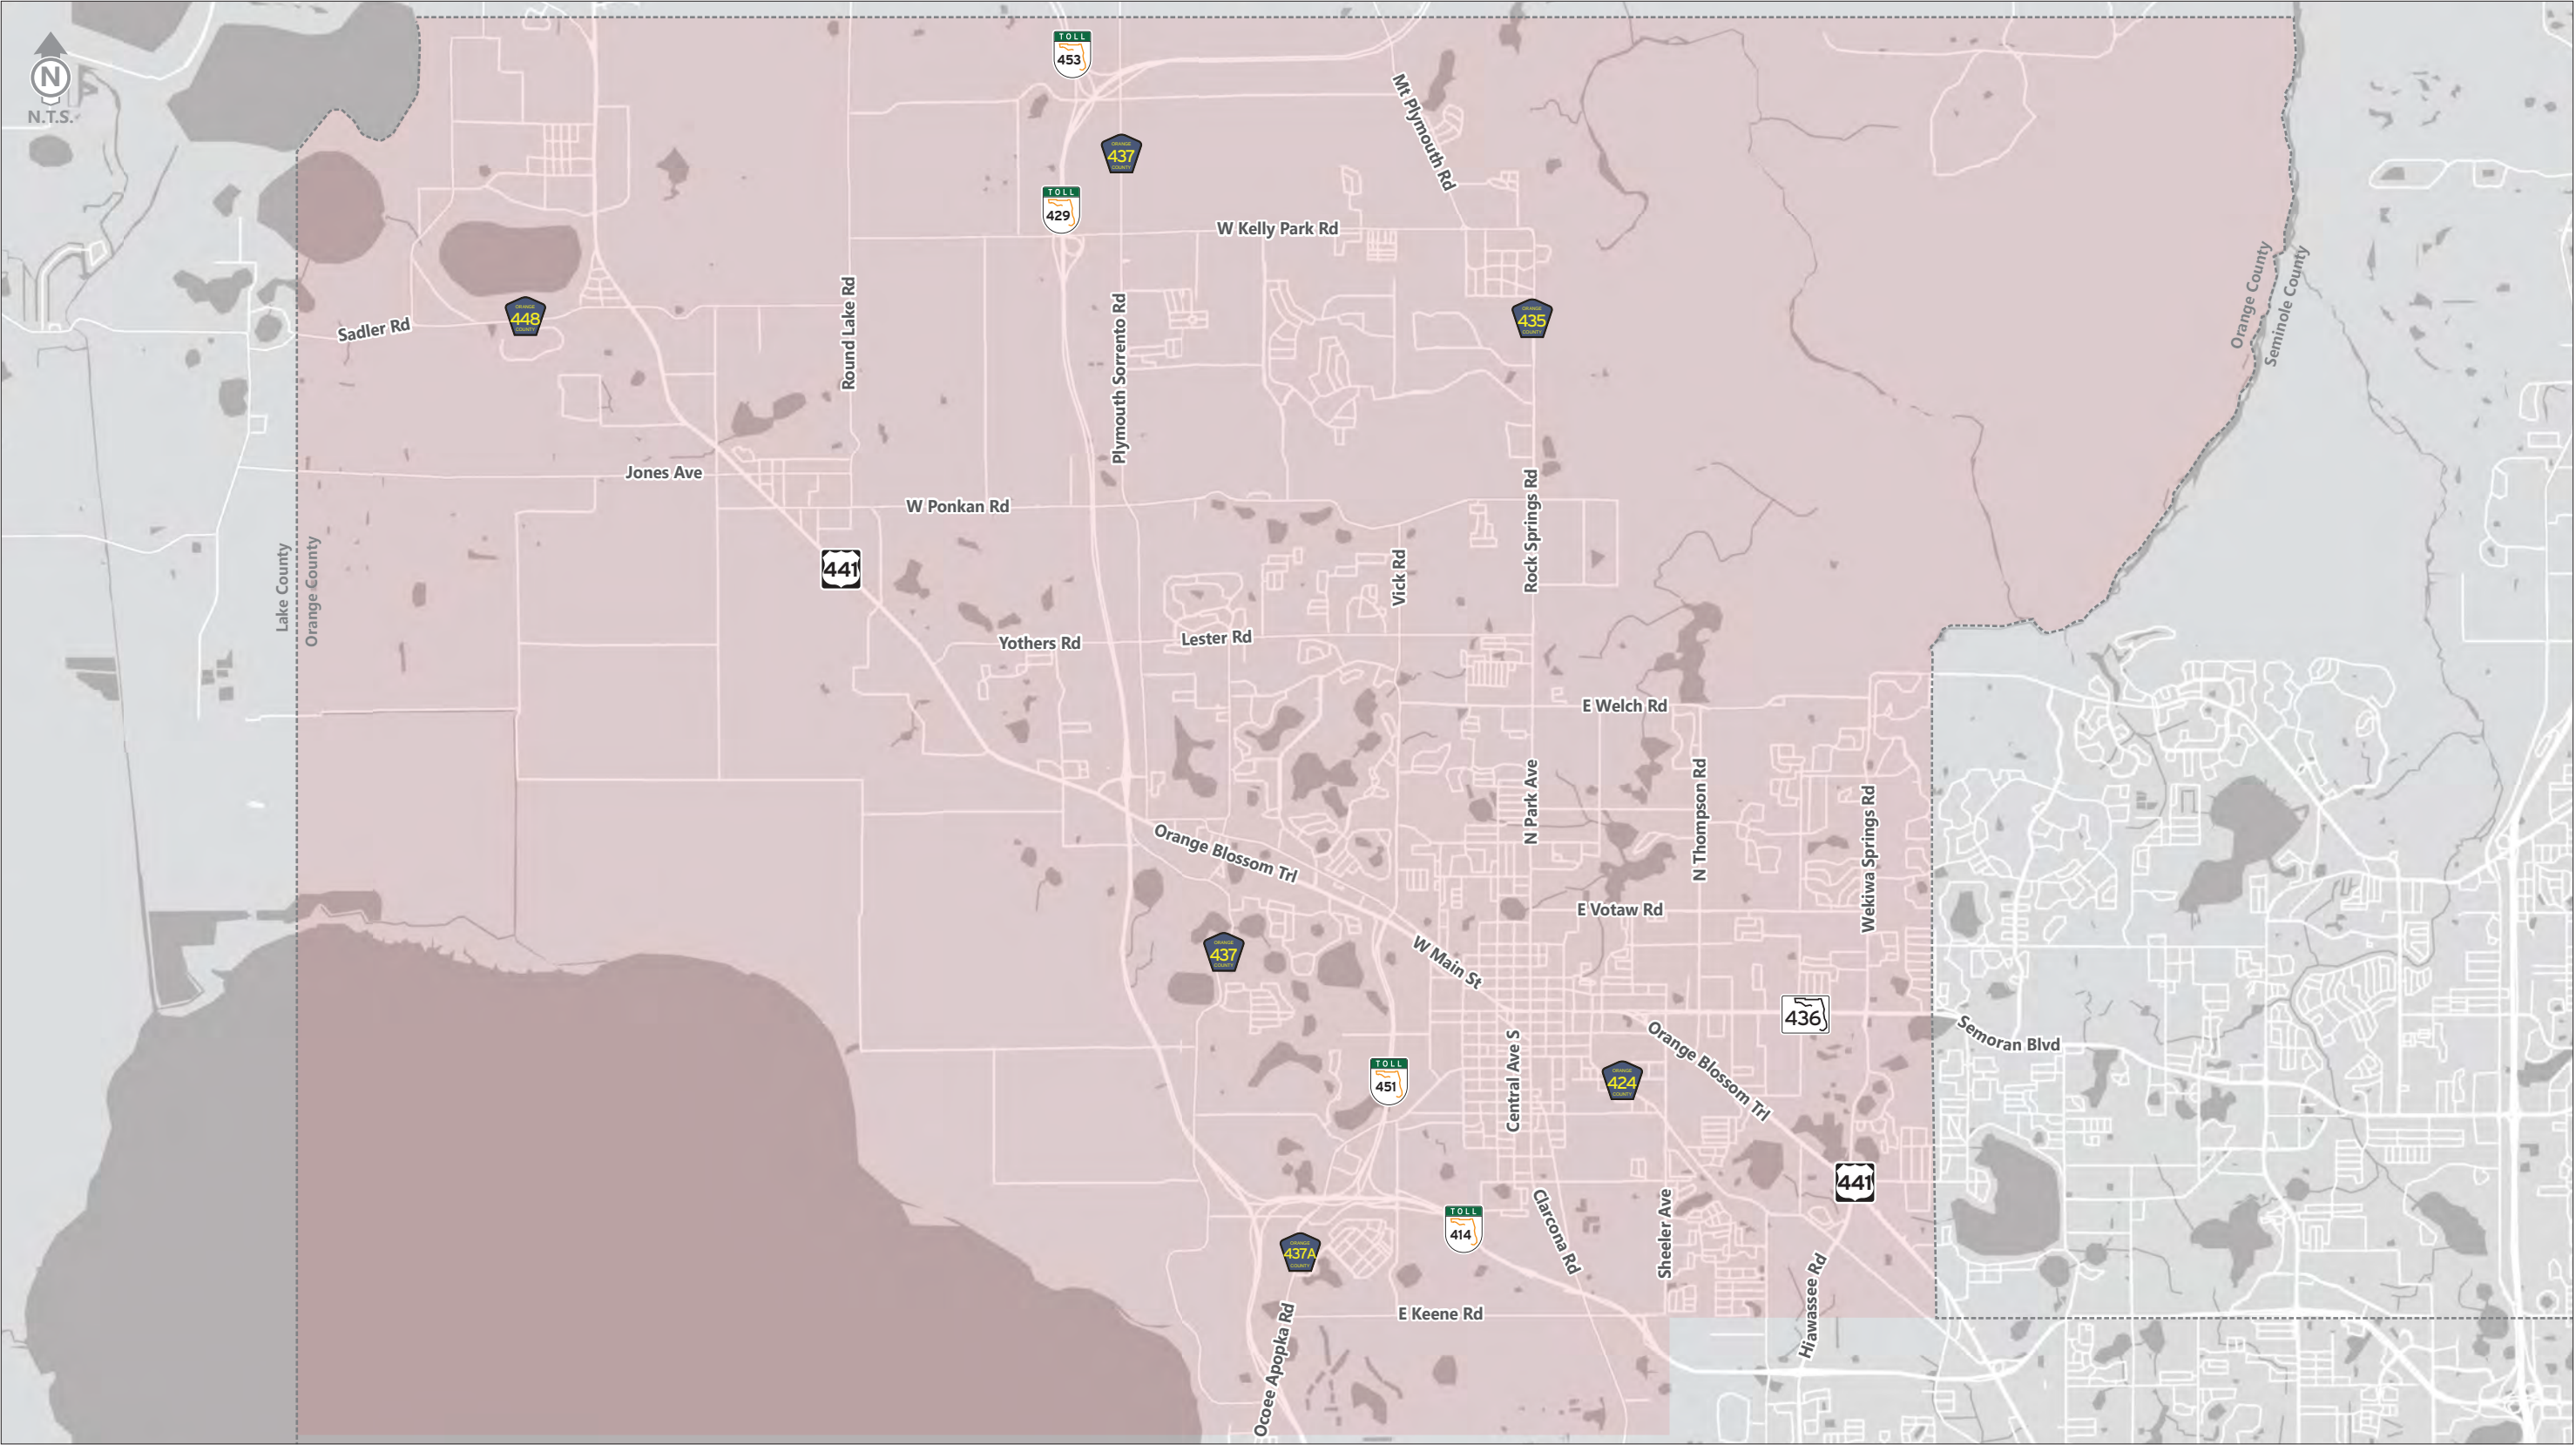 TOLL
453
N
N.T.S.
Mt Plymouth Rd
ORANGE
437
COUNTY
TOLL
429
W Kelly Park Rd
Orange County
Seminole County
Sadler Rd
ORANGE
448
COUNTY
Round Lake Rd
Plymouth Sorrento Rd
ORANGE
435
COUNTY
Jones Ave
W Ponkan Rd
Rock Springs Rd
Lake County
Orange County
441
Vick Rd
Yothers Rd
Lester Rd
E Welch Rd
N Park Ave
N Thompson Rd
Wekiwa Springs Rd
Orange Blossom Trl
E Votaw Rd
ORANGE
437
COUNTY
W Main St
436
Semoran Blvd
Orange Blossom Trl
TOLL
451
Central Ave S
ORANGE
424
COUNTY
441
TOLL
414
Clarcona Rd
Sheeler Ave
ORANGE
437A
COUNTY
Hiawassee Rd
E Keene Rd
Ocoee Apopka Rd